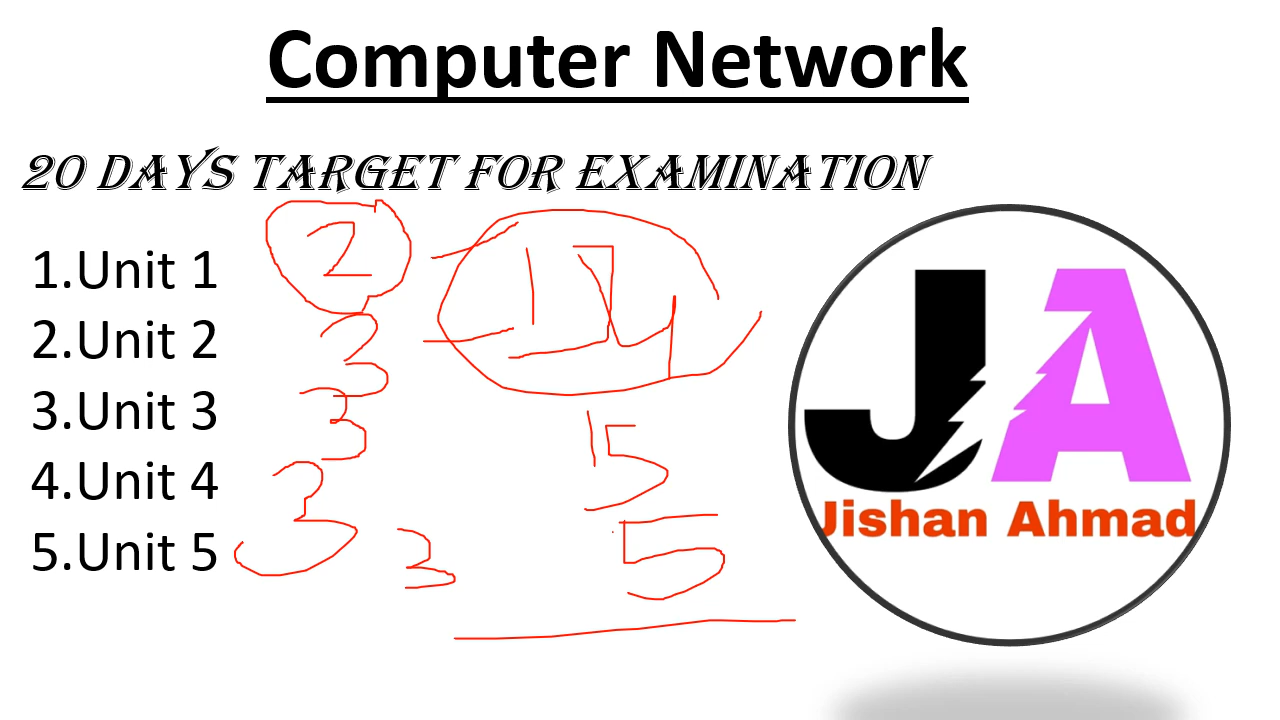 Computer Network
20 DAYS TARGET FOR EXAMINATION
1.Unit 1 2
2.Unit 2 3
3.Unit 3 3
4.Unit 4 3
5.Unit 5 3
15
5
JA
Jishan Ahmad